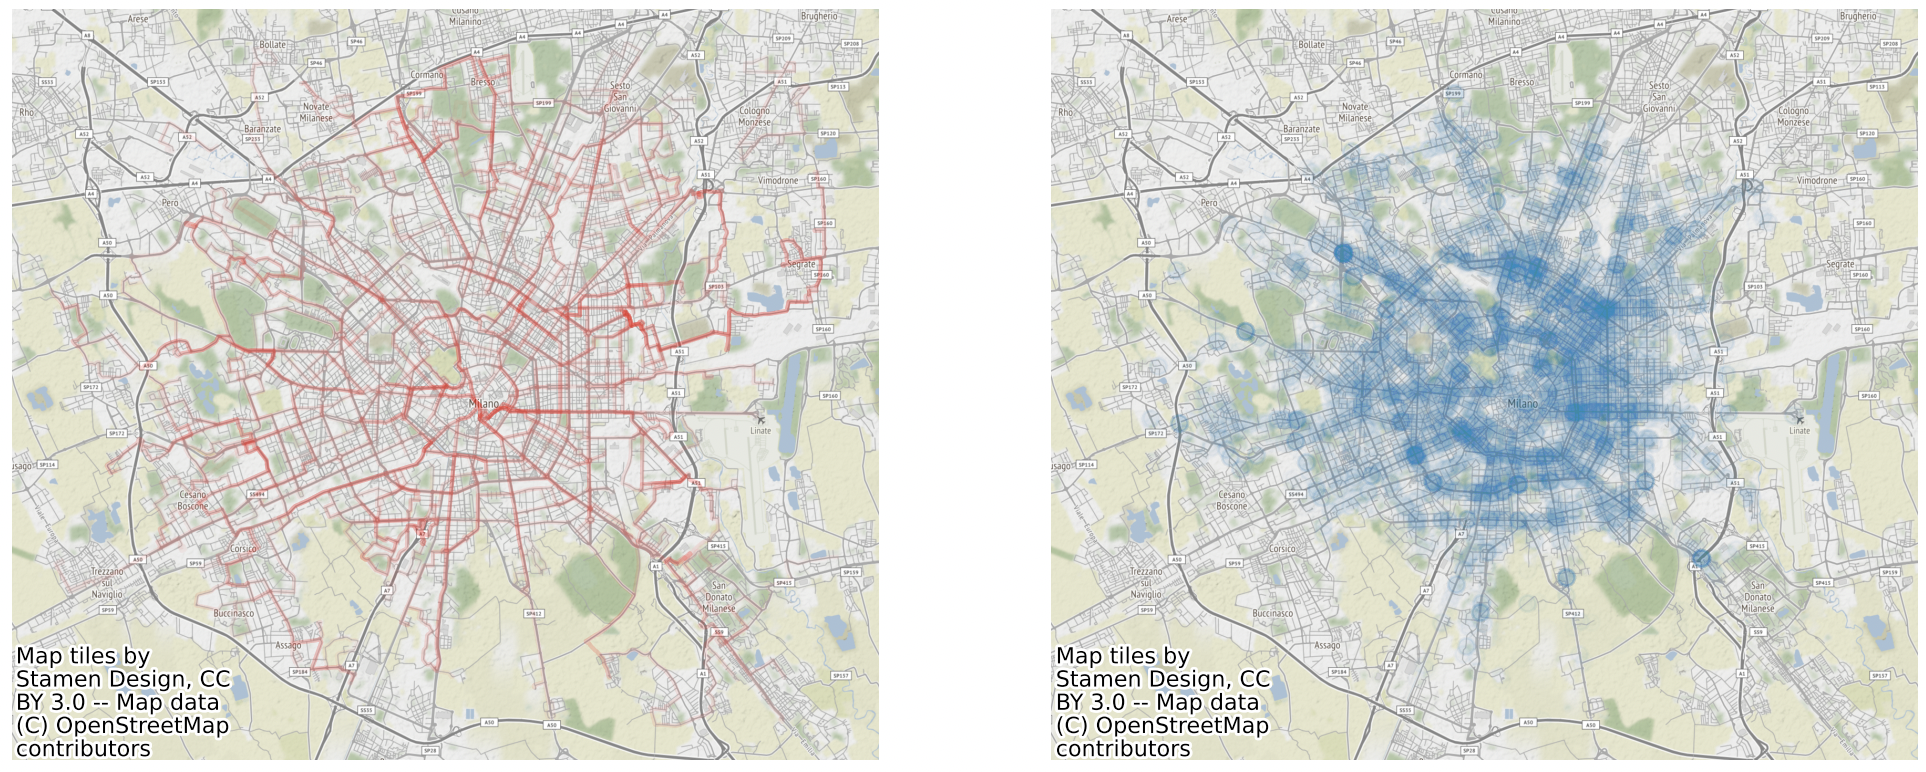 Arese
Cusano
Milanino
A4
Brugherio
A8
A4
A4
SP46
Bollate
SP209
SP208
A52
SP46
Cormano
A4
Bresso
SS33
SP153
Sesto
San
Giovanni
A51
SP113
Rho
A52
Novate
Milanese
SP199
SP199
Cologno
Monzese
A52
A52
Baranzate
SP233
A52
SP120
A52
A4
A4
A4
A51
Vimodrone
SP160
Pero
SP160
A50
Segrate
SP160
A50
SP103
SP160
A51
A50
SP172
A51
SP160
Milano
Linate
SP172
A51
SP114
A51
Cesano
Boscone
SS494
A7
Corsico
SP415
A50
SP59
A1
Trezzano
sul
Naviglio
SP415
SP159
SP59
A7
San
Donato
Milanese
Buccinasco
SP412
SS9
Assago
A7
SP184
A1
SP157
SS35
A50
A50
SP28
Map tiles by
Stamen Design, CC
BY 3.0 -- Map data
(C) OpenStreetMap
contributors
Arese
Cusano
Milanino
A4
Brugherio
A8
A4
A4
SP46
Bollate
SP209
SP208
A52
SP46
Cormano
A4
Bresso
SS33
SP153
Sesto
San
Giovanni
A51
SP113
Rho
A52
Novate
Milanese
SP199
SP199
Cologno
Monzese
A52
A52
Baranzate
SP233
A52
SP120
A52
A4
A4
A4
A51
Vimodrone
SP160
Pero
SP160
A50
Segrate
SP160
A50
SP103
SP160
A51
A50
SP172
A51
SP160
Milano
Linate
SP172
A51
SP114
A51
Cesano
Boscone
SS494
A7
Corsico
SP415
A50
SP59
A1
Trezzano
sul
Naviglio
SP415
SP159
SP59
A7
San
Donato
Milanese
Buccinasco
SP412
SS9
Assago
A7
SP184
A1
SP157
SS35
A50
A50
SP28
Map tiles by
Stamen Design, CC
BY 3.0 -- Map data
(C) OpenStreetMap
contributors